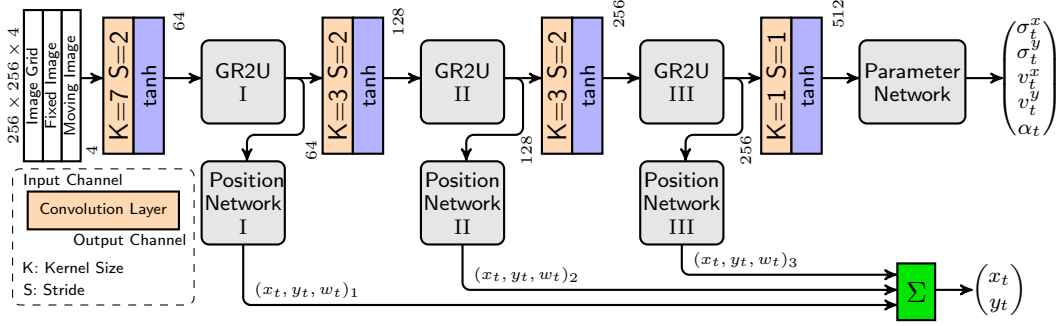 256 × 256 × 4
Image Grid
Fixed Image
Moving Image
4
K=7 S=2
tanh
64
GR2U
I
64
K=3 S=2
tanh
128
GR2U
II
128
K=3 S=2
tanh
256
GR2U
III
256
K=1 S=1
tanh
512
Parameter
Network
σ_t^x
σ_t^y
v_t^x
v_t^y
α_t
Position
Network
I
Position
Network
II
Position
Network
III
Input Channel
Convolution Layer
Output Channel
K: Kernel Size
S: Stride
(x_t, y_t, w_t)_1
(x_t, y_t, w_t)_2
(x_t, y_t, w_t)_3
Σ
x_t
y_t